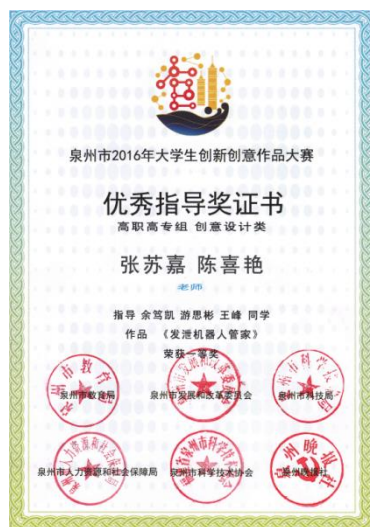 泉州市2016年大学生创新创意作品大赛
优秀指导奖证书
高职高专组 创意设计类
张苏嘉 陈喜艳
老师
指导 余笃凯 游思彬 王峰 同学
作品 《发泄机器人管家》
荣获一等奖
泉州市教育局 泉州市发展和改革委员会 泉州市科技局
泉州市人力资源和社会保障局 泉州市科学技术协会 泉州晚报社